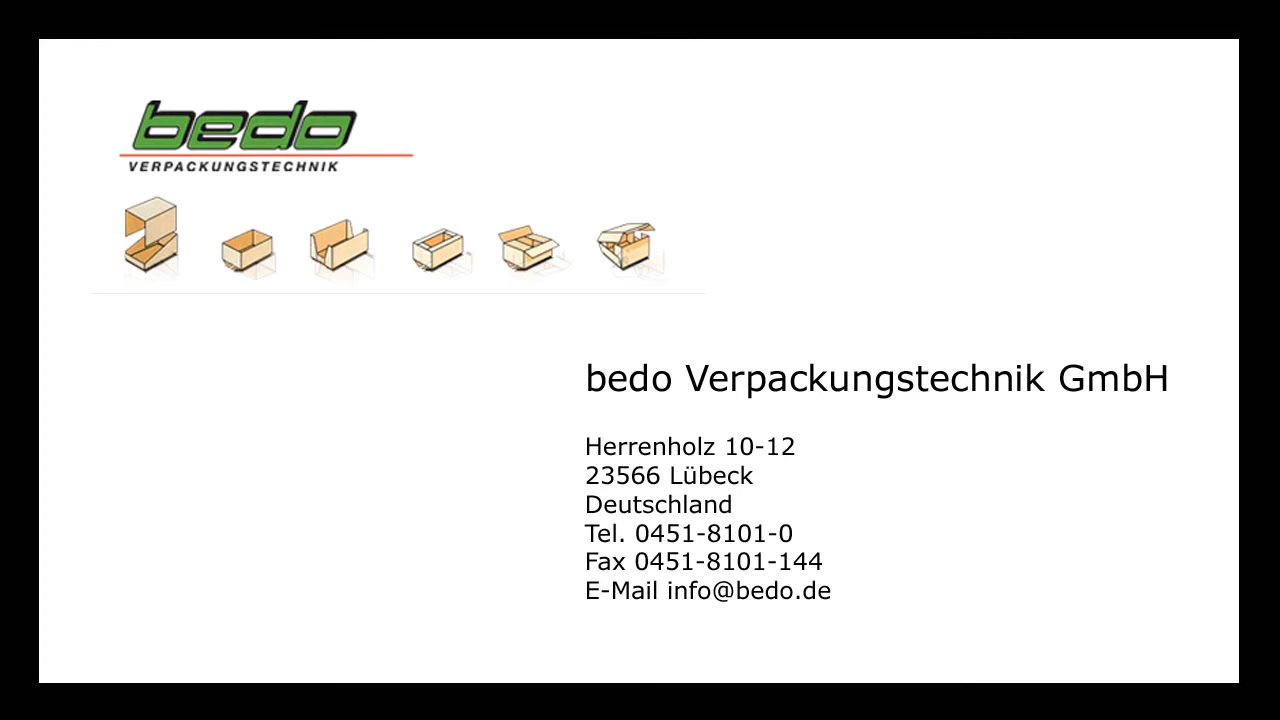 bedo
VERPACKUNGSTECHNIK
bedo Verpackungstechnik GmbH
Herrenholz 10-12
23566 Lübeck
Deutschland
Tel. 0451-8101-0
Fax 0451-8101-144
E-Mail info@bedo.de